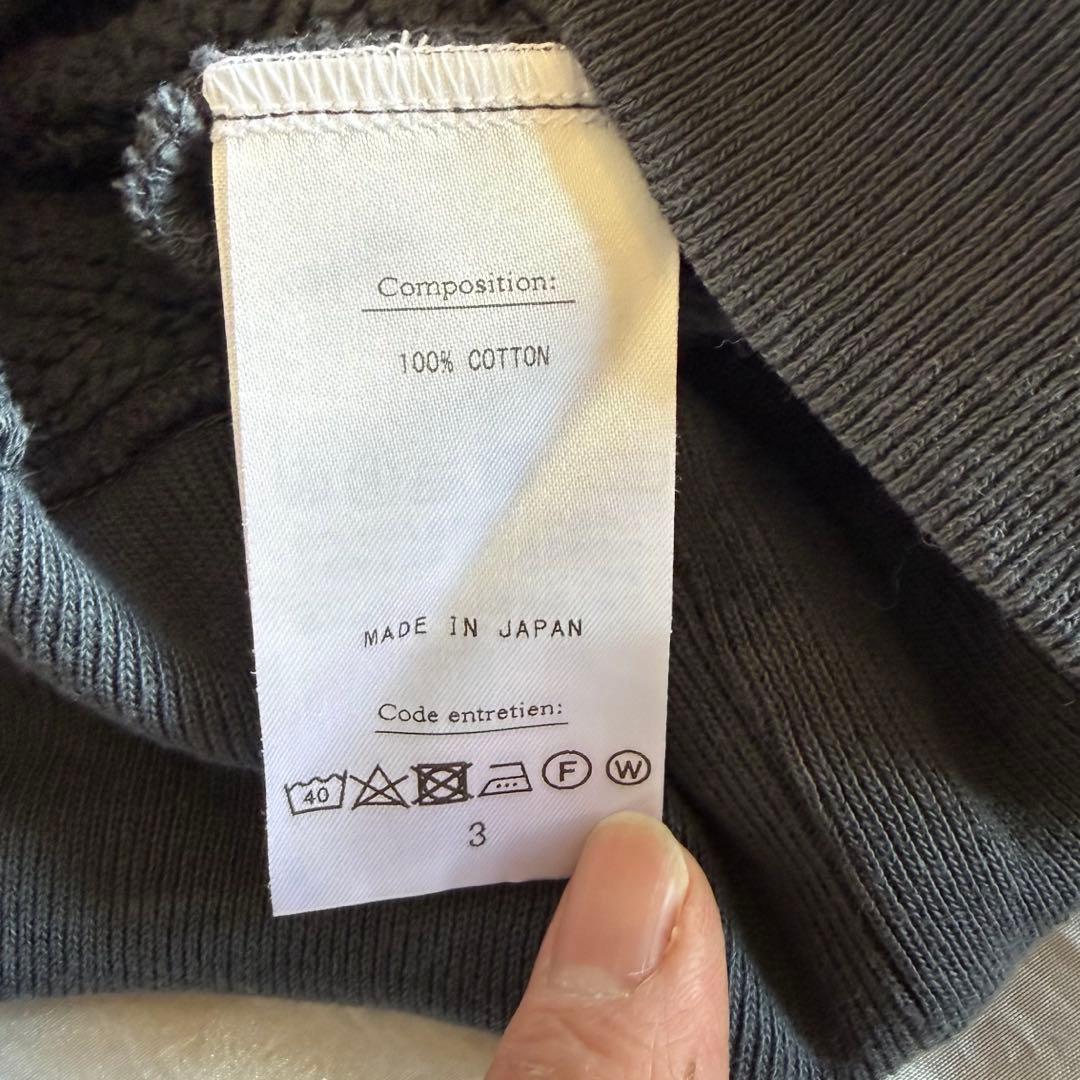 Composition:
100% COTTON
MADE IN JAPAN
Code entretien:
40 F W
3